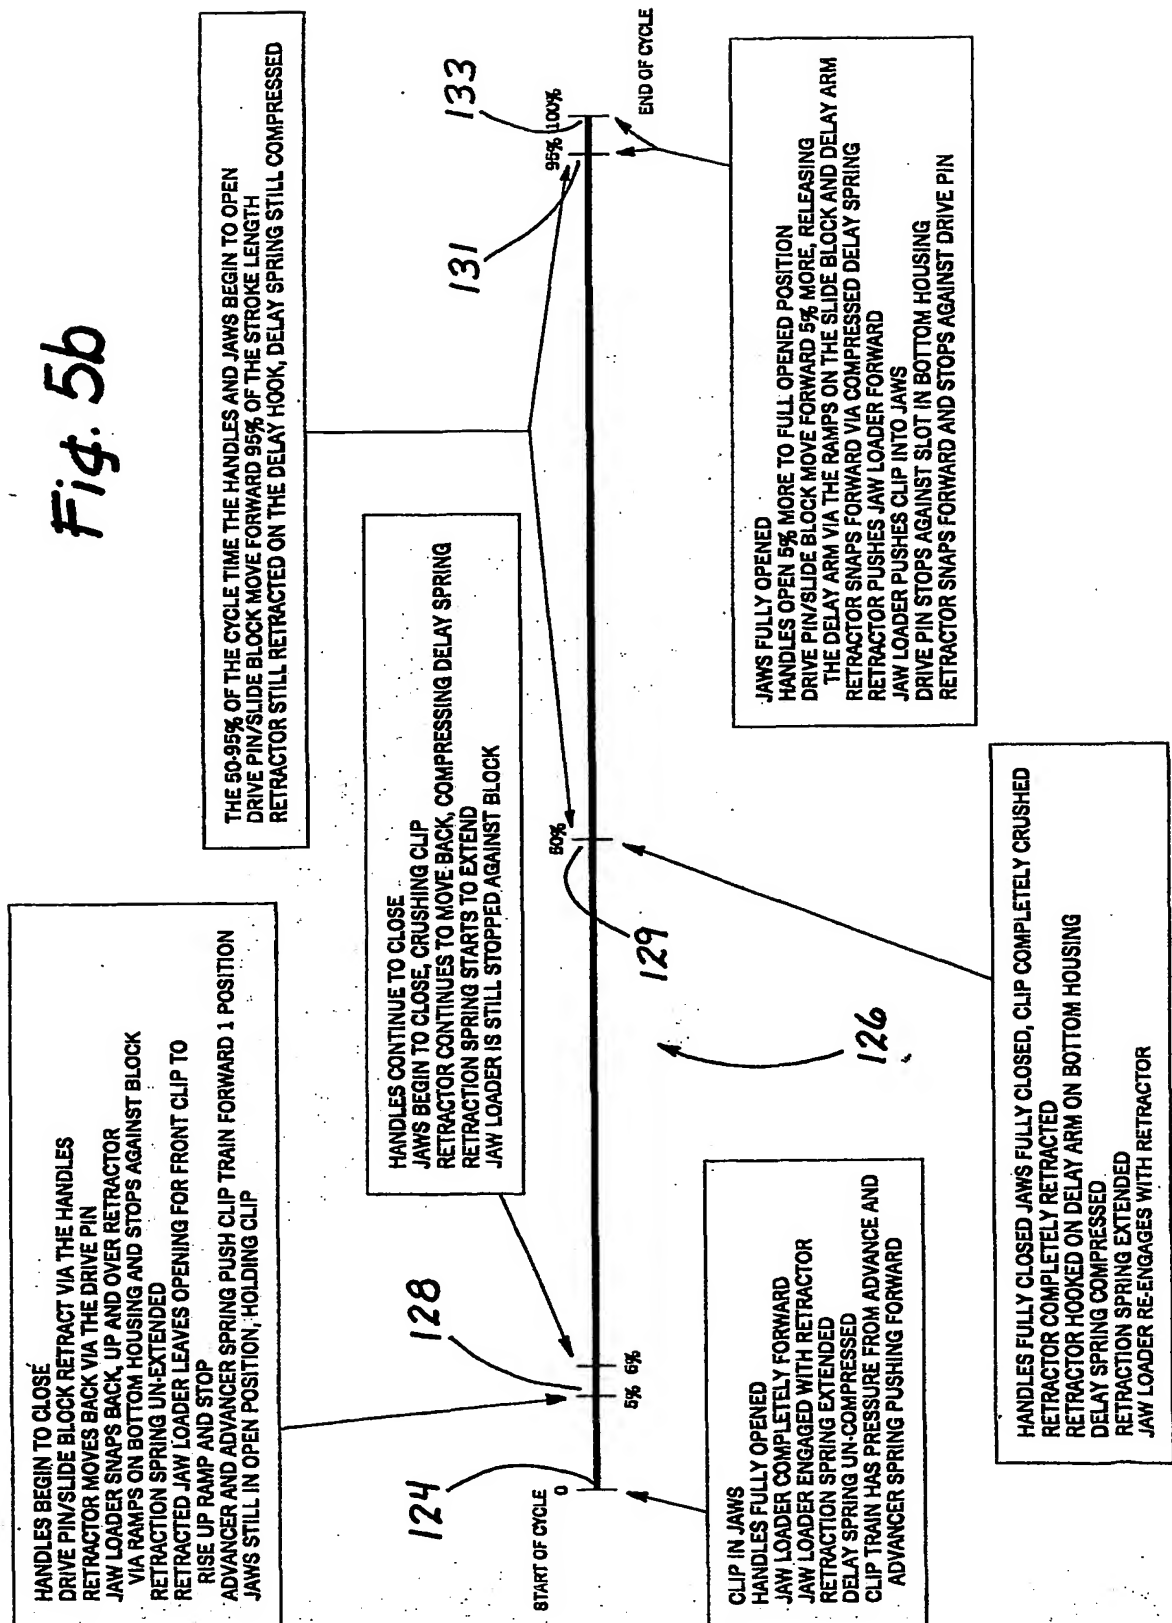 Fig. 5b
HANDLES BEGIN TO CLOSE
DRIVE PIN/SLIDE BLOCK RETRACT VIA THE HANDLES
RETRACTOR MOVES BACK VIA THE DRIVE PIN
JAW LOADER SNAPS BACK, UP AND OVER RETRACTOR
VIA RAMPS ON BOTTOM HOUSING AND STOPS AGAINST BLOCK
RETRACTION SPRING UN-EXTENDED
RETRACTED JAW LOADER LEAVES OPENING FOR FRONT CLIP TO
RISE UP RAMP AND STOP
ADVANCER AND ADVANCER SPRING PUSH CLIP TRAIN FORWARD 1 POSITION
JAWS STILL IN OPEN POSITION, HOLDING CLIP
THE 50-95% OF THE CYCLE TIME THE HANDLES AND JAWS BEGIN TO OPEN
DRIVE PIN/SLIDE BLOCK MOVE FORWARD 95% OF THE STROKE LENGTH
RETRACTOR STILL RETRACTED ON THE DELAY HOOK, DELAY SPRING STILL COMPRESSED
HANDLES CONTINUE TO CLOSE
JAWS BEGIN TO CLOSE, CRUSHING CLIP
RETRACTOR CONTINUES TO MOVE BACK, COMPRESSING DELAY SPRING
RETRACTION SPRING STARTS TO EXTEND
JAW LOADER IS STILL STOPPED AGAINST BLOCK
124
128
131
133
START OF CYCLE
0
5%
6%
50%
95%
100%
END OF CYCLE
129
126
CLIP IN JAWS
HANDLES FULLY OPENED
JAW LOADER COMPLETELY FORWARD
JAW LOADER ENGAGED WITH RETRACTOR
RETRACTION SPRING EXTENDED
DELAY SPRING UN-COMPRESSED
CLIP TRAIN HAS PRESSURE FROM ADVANCE AND
ADVANCER SPRING PUSHING FORWARD
JAWS FULLY OPENED
HANDLES OPEN 5% MORE TO FULL OPENED POSITION
DRIVE PIN/SLIDE BLOCK MOVE FORWARD 5% MORE, RELEASING
THE DELAY ARM VIA THE RAMPS ON THE SLIDE BLOCK AND DELAY ARM
RETRACTOR SNAPS FORWARD VIA COMPRESSED DELAY SPRING
RETRACTOR PUSHES JAW LOADER FORWARD
JAW LOADER PUSHES CLIP INTO JAWS
DRIVE PIN STOPS AGAINST SLOT IN BOTTOM HOUSING
RETRACTOR SNAPS FORWARD AND STOPS AGAINST DRIVE PIN
HANDLES FULLY CLOSED JAWS FULLY CLOSED, CLIP COMPLETELY CRUSHED
RETRACTOR COMPLETELY RETRACTED
RETRACTOR HOOKED ON DELAY ARM ON BOTTOM HOUSING
DELAY SPRING COMPRESSED
RETRACTION SPRING EXTENDED
JAW LOADER RE-ENGAGES WITH RETRACTOR